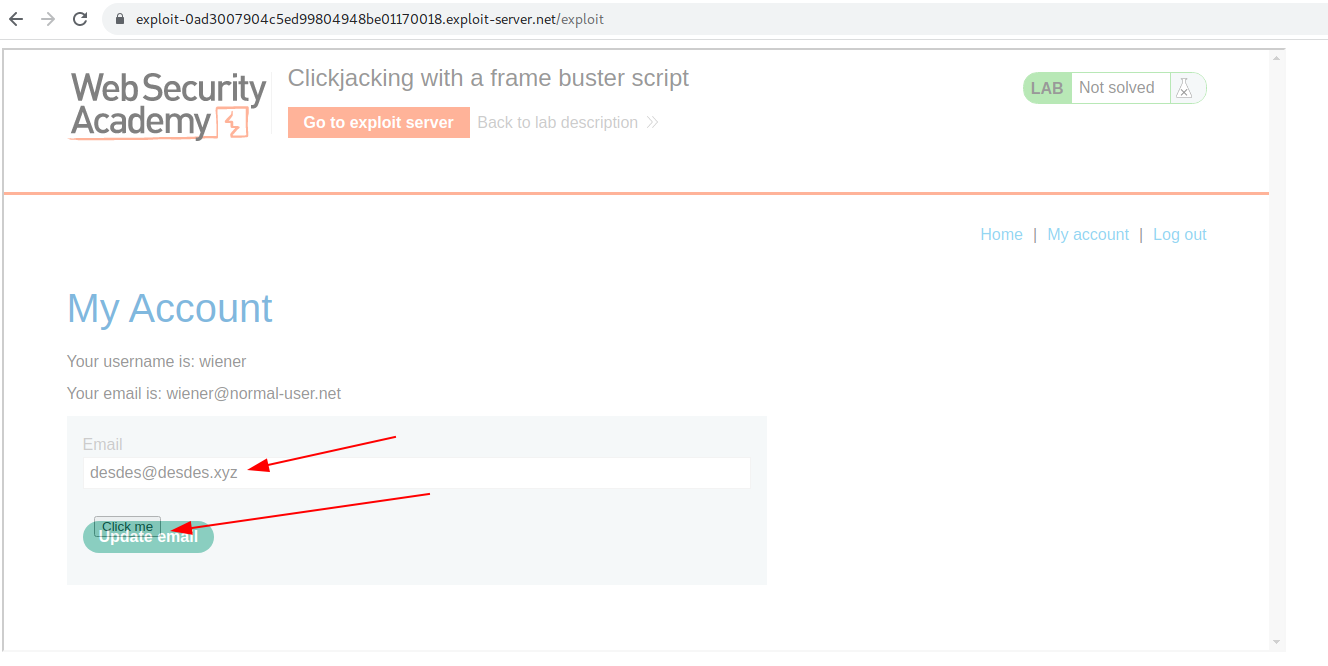 exploit-0ad3007904c5ed99804948be01170018.exploit-server.net/exploit
Web Security
Academy
Clickjacking with a frame buster script
Go to exploit server
Back to lab description
LAB
Not solved
Home | My account | Log out
My Account
Your username is: wiener
Your email is: wiener@normal-user.net
Email
desdes@desdes.xyz
Click me
Update email